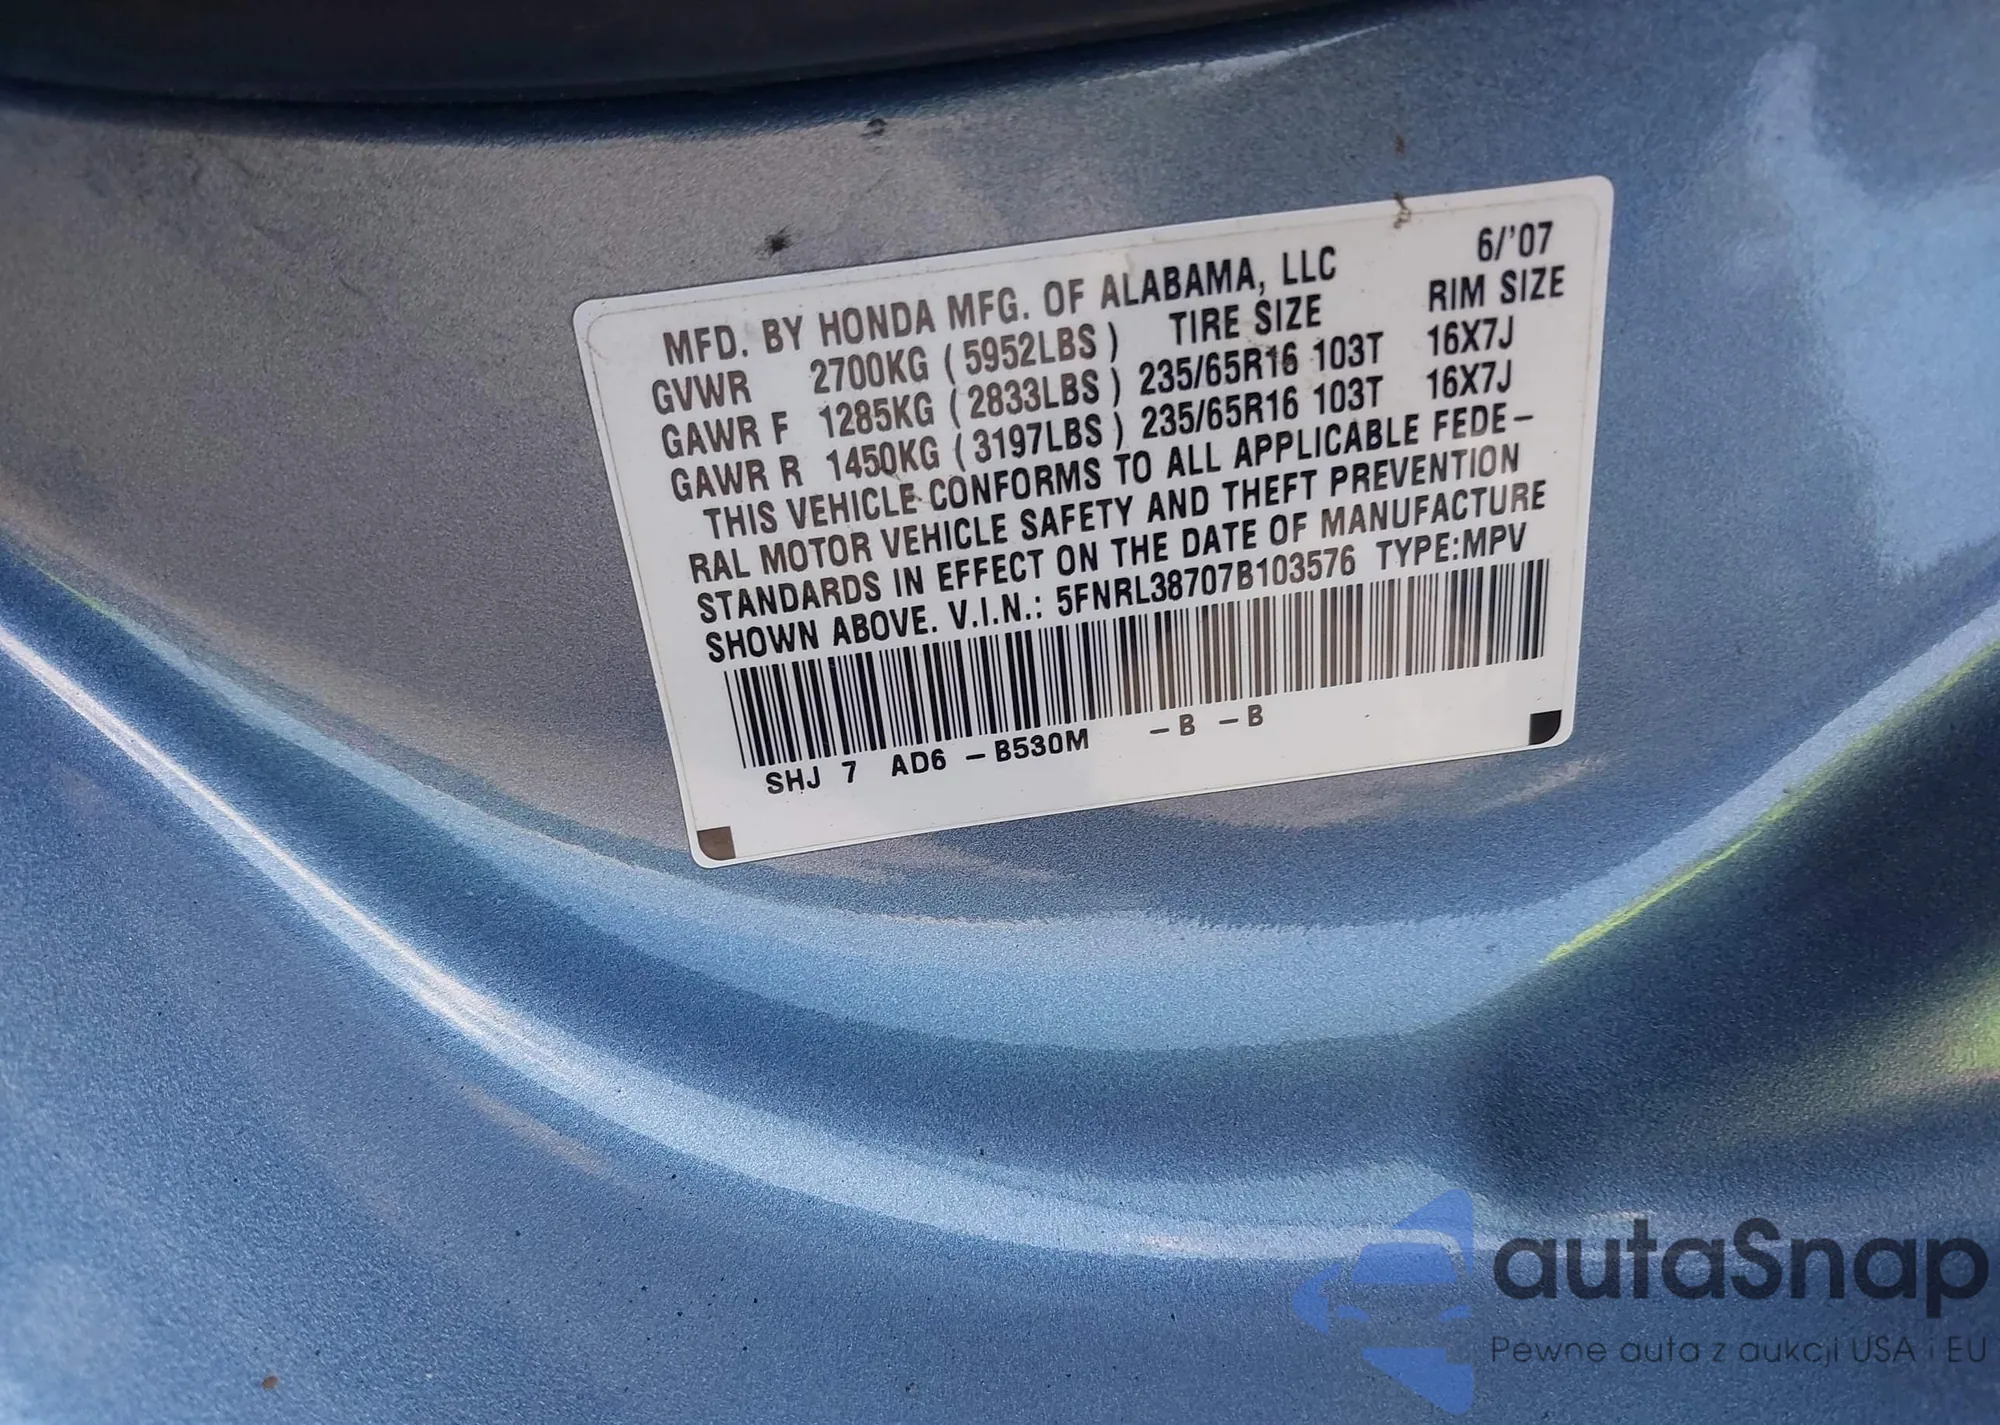 6/'07
MFD. BY HONDA MFG. OF ALABAMA, LLC
TIRE SIZE RIM SIZE
GVWR 2700KG ( 5952LBS )
GAWR F 1285KG ( 2833LBS ) 235/65R16 103T 16X7J
GAWR R 1450KG ( 3197LBS ) 235/65R16 103T 16X7J
THIS VEHICLE CONFORMS TO ALL APPLICABLE FEDE-
RAL MOTOR VEHICLE SAFETY AND THEFT PREVENTION
STANDARDS IN EFFECT ON THE DATE OF MANUFACTURE
SHOWN ABOVE. V.I.N.: 5FNRL38707B103576 TYPE:MPV
SHJ 7 AD6 - B530M - B - B
autaSnap
Pewne auta z aukcji USA i EU